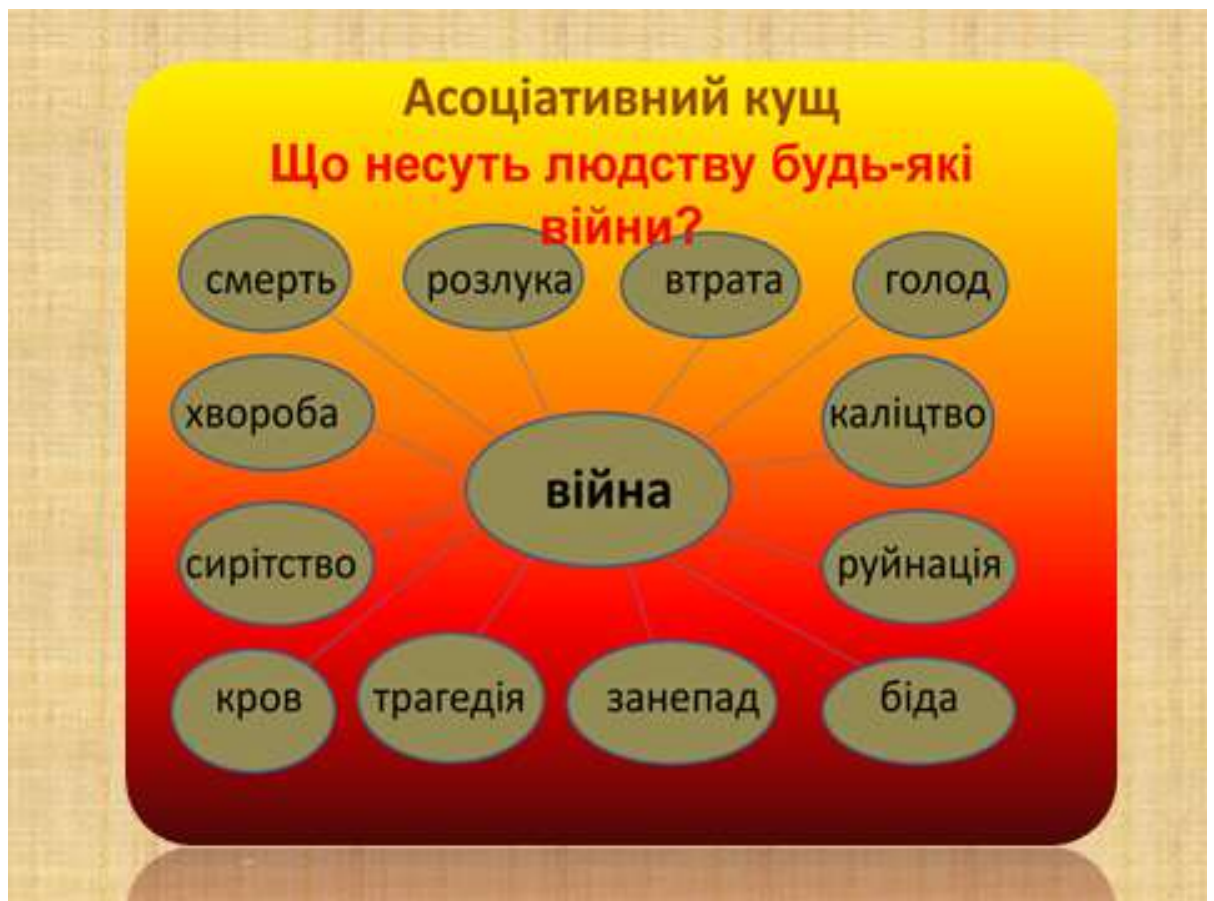 Асоціативний кущ
Що несуть людству будь-які
війни?
смерть
розлука
втрата
голод
хвороба
каліцтво
війна
сирітство
руйнація
кров
трагедія
занепад
біда